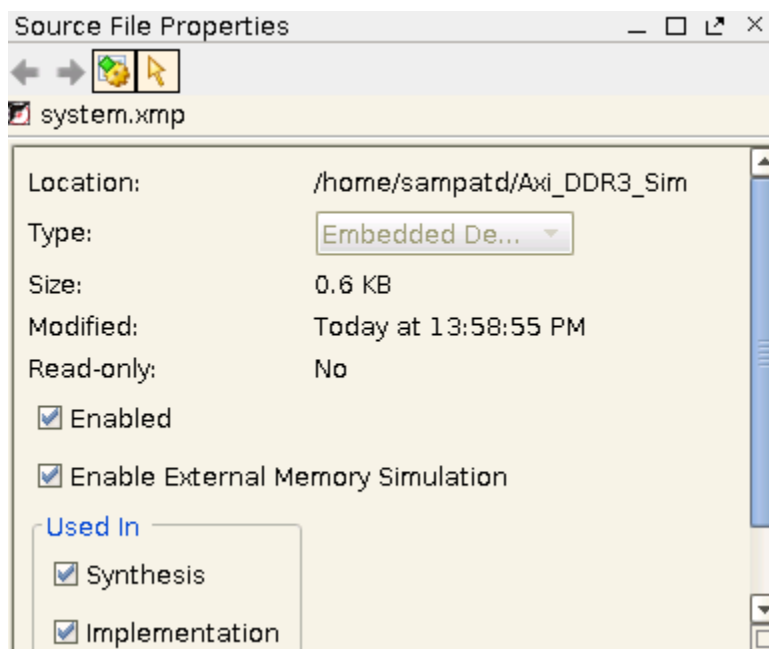 Source File Properties
system.xmp
Location: /home/sampatd/Axi_DDR3_Sim
Type: Embedded De...
Size: 0.6 KB
Modified: Today at 13:58:55 PM
Read-only: No
Enabled
Enable External Memory Simulation
Used In
Synthesis
Implementation